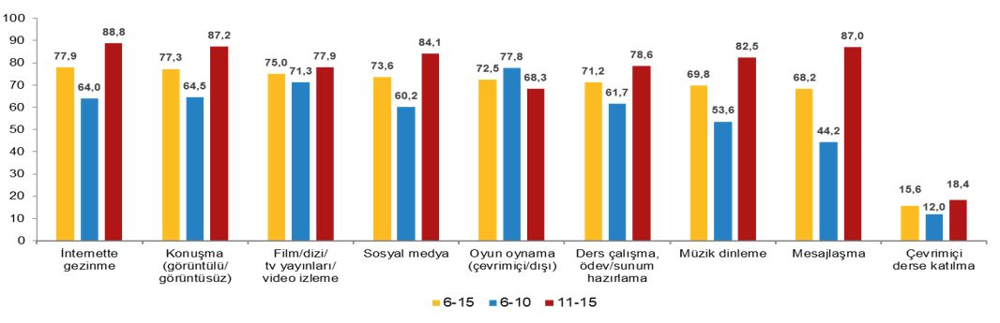 100
90
80
70
60
50
40
30
20
10
0
77,9 64,0 88,8
77,3 64,5 87,2
75,0 71,3 77,9
73,6 60,2 84,1
72,5 77,8 68,3
71,2 61,7 78,6
69,8 53,6 82,5
68,2 44,2 87,0
15,6 12,0 18,4
İnternette
gezinme
Konuşma
(görüntülü/
görüntüsüz)
Film/dizi/
tv yayınları/
video izleme
Sosyal medya
Oyun oynama
(çevrimiçi/dışı)
Ders çalışma,
ödev/sunum
hazırlama
Müzik dinleme
Mesajlaşma
Çevrimiçi
derse katılma
6-15 6-10 11-15